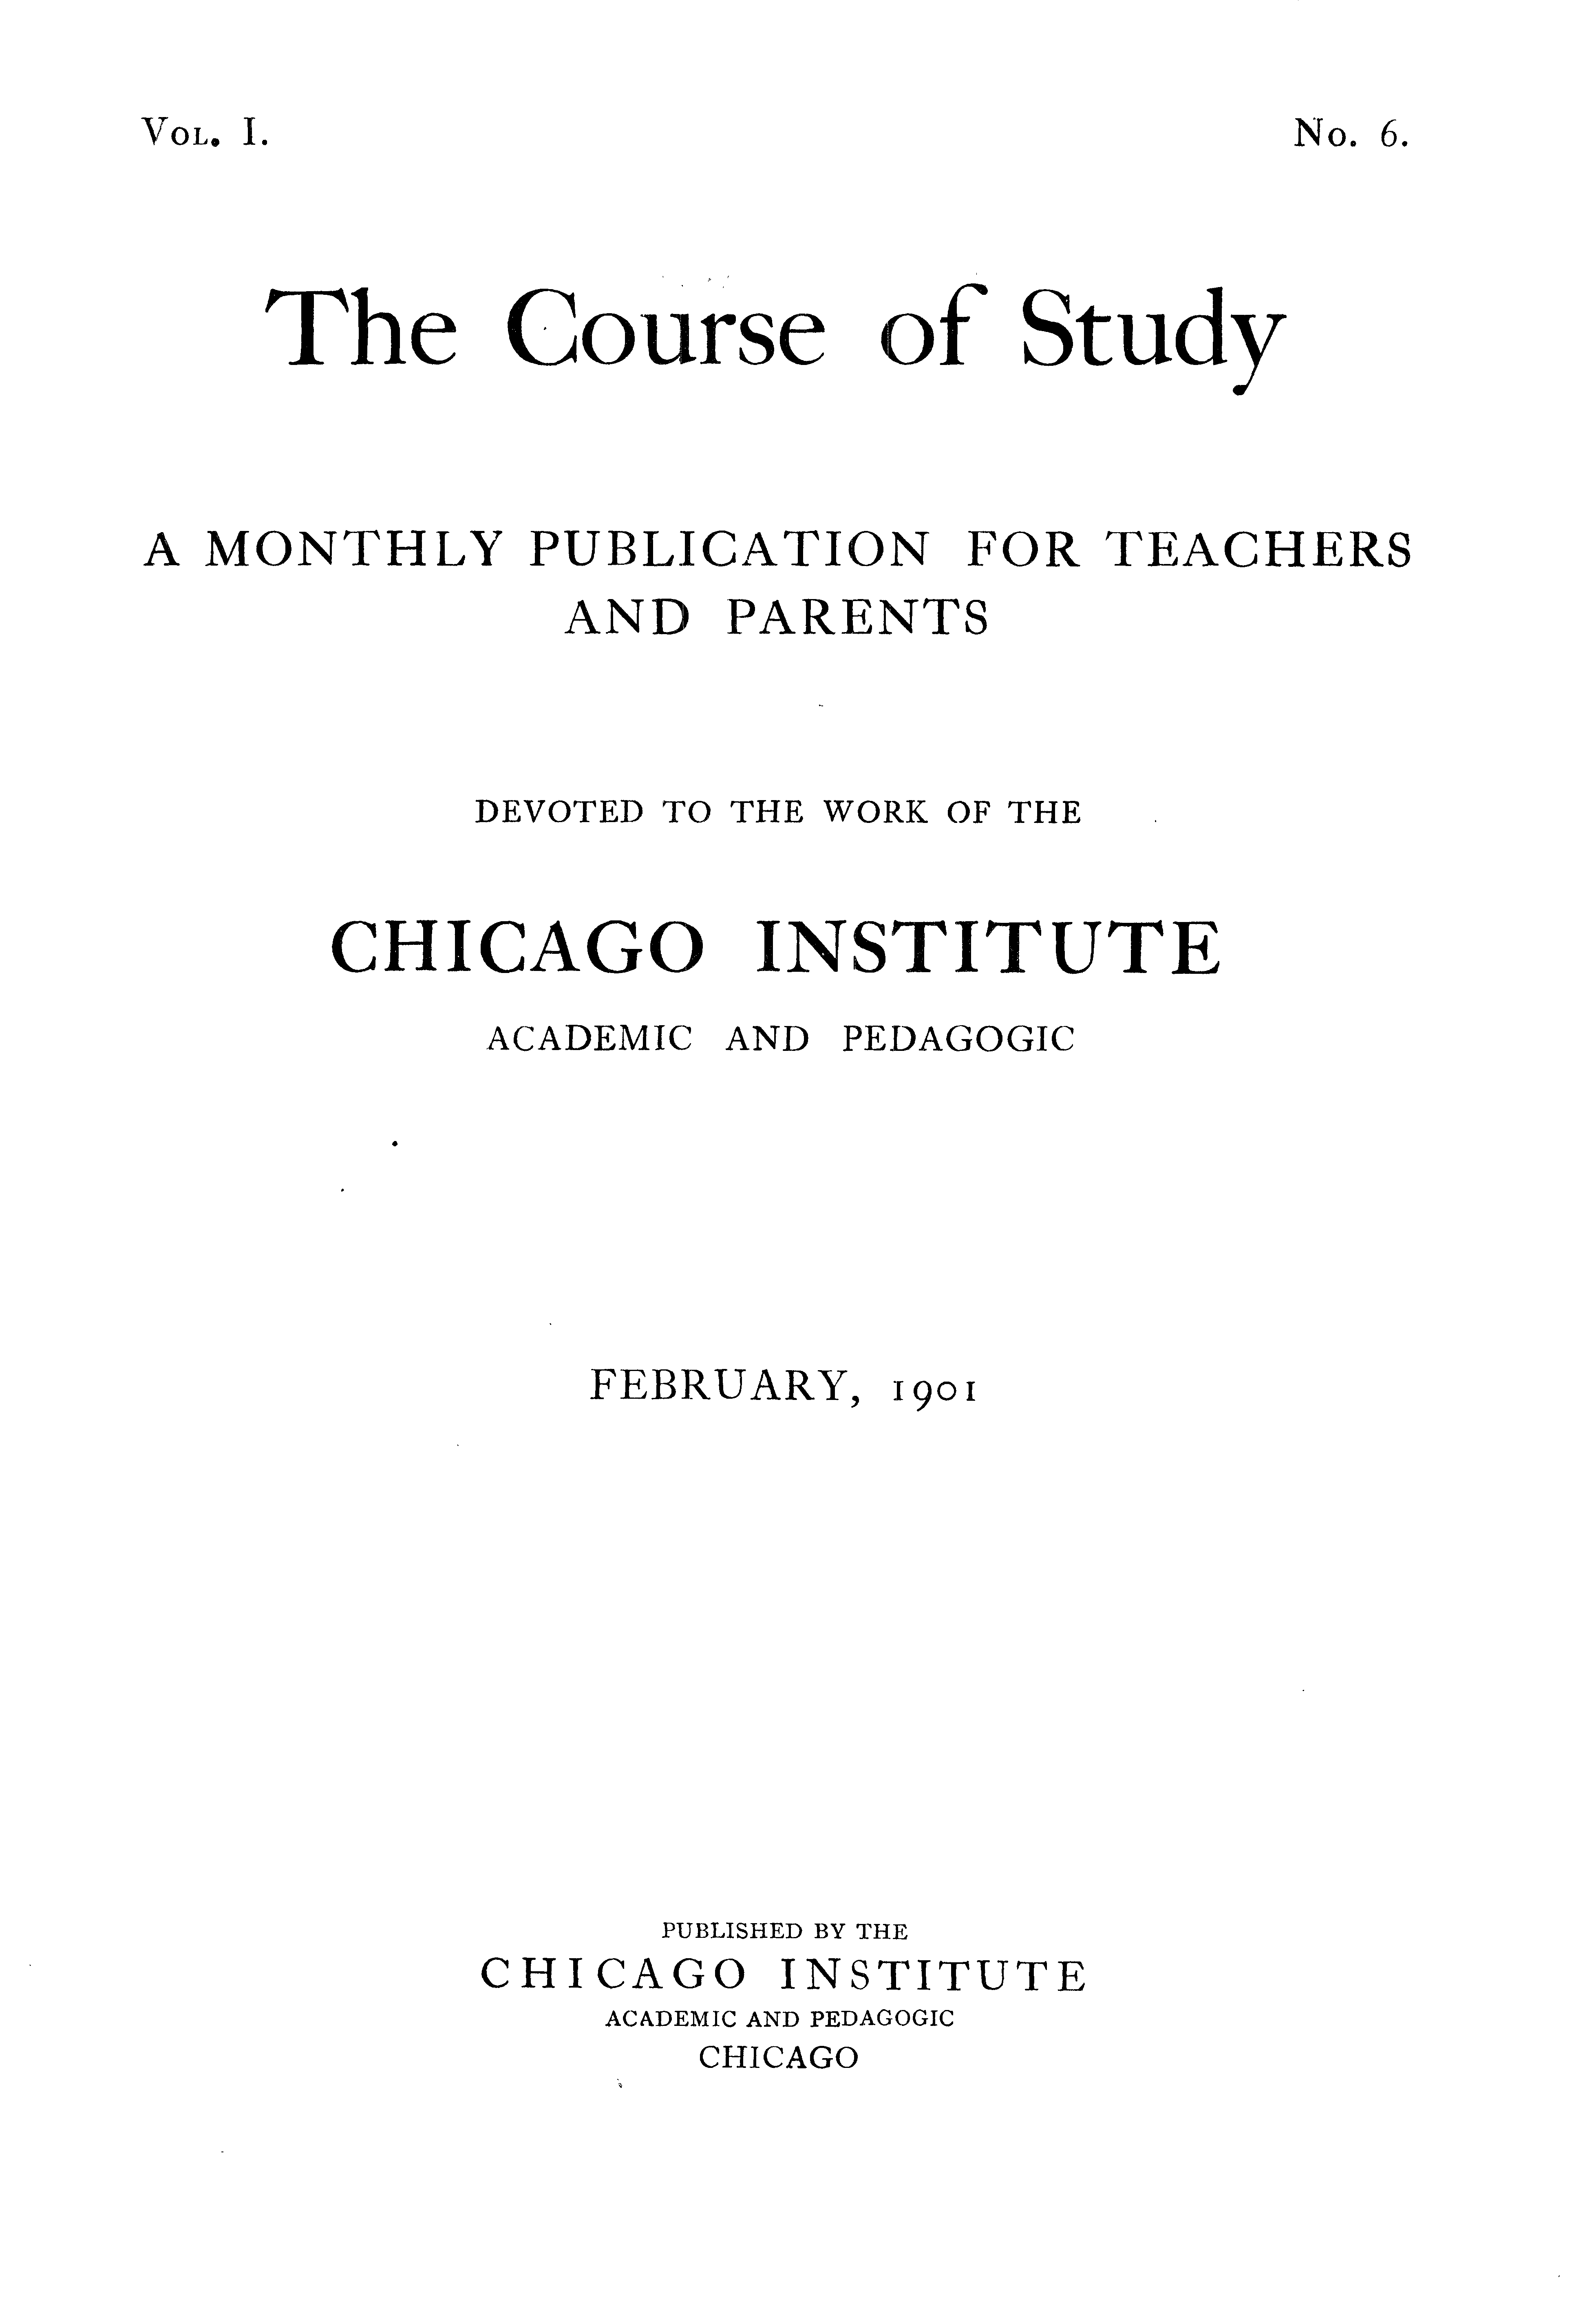 Vol. I. No. 6.
The Course of Study
A MONTHLY PUBLICATION FOR TEACHERS
AND PARENTS
DEVOTED TO THE WORK OF THE
CHICAGO INSTITUTE
ACADEMIC AND PEDAGOGIC
FEBRUARY, 1901
PUBLISHED BY THE
CHICAGO INSTITUTE
ACADEMIC AND PEDAGOGIC
CHICAGO